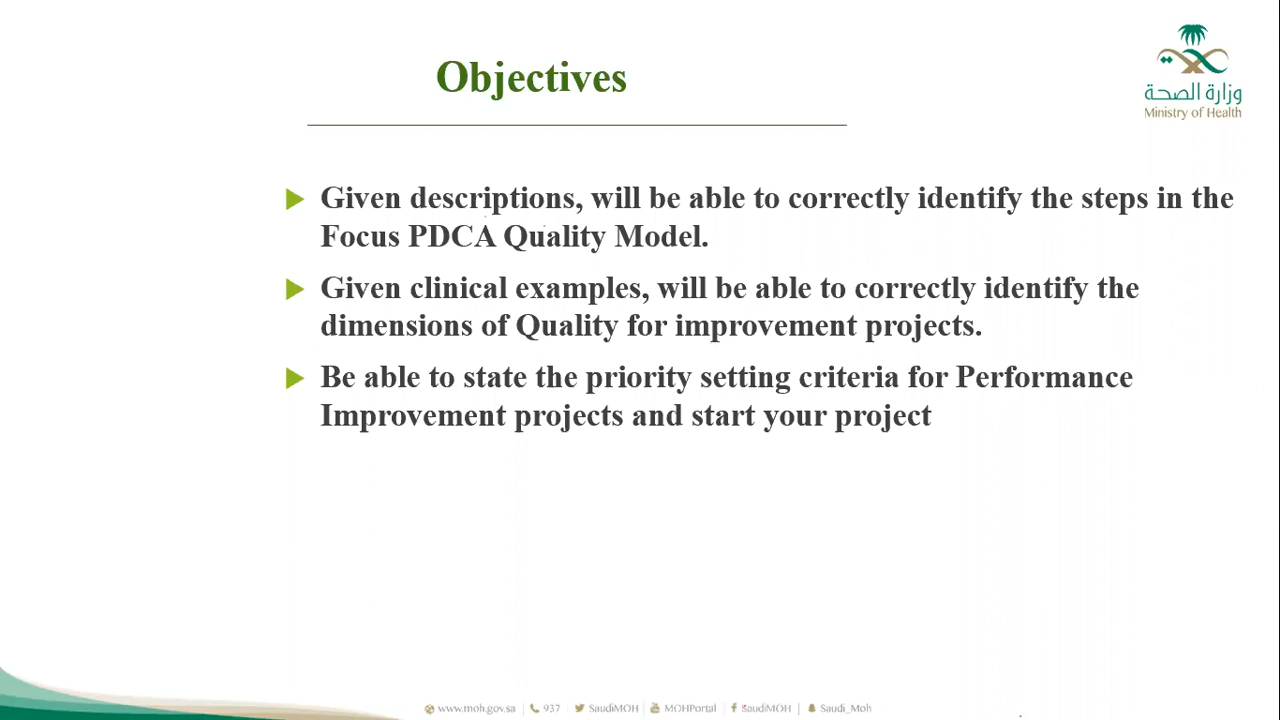 Objectives
وزارة الصحة
Ministry of Health
Given descriptions, will be able to correctly identify the steps in the
Focus PDCA Quality Model.
Given clinical examples, will be able to correctly identify the
dimensions of Quality for improvement projects.
Be able to state the priority setting criteria for Performance
Improvement projects and start your project
www.moh.gov.sa | 937 | SaudiMOH | MOHPortal | SaudiMOH | Saudi_Moh